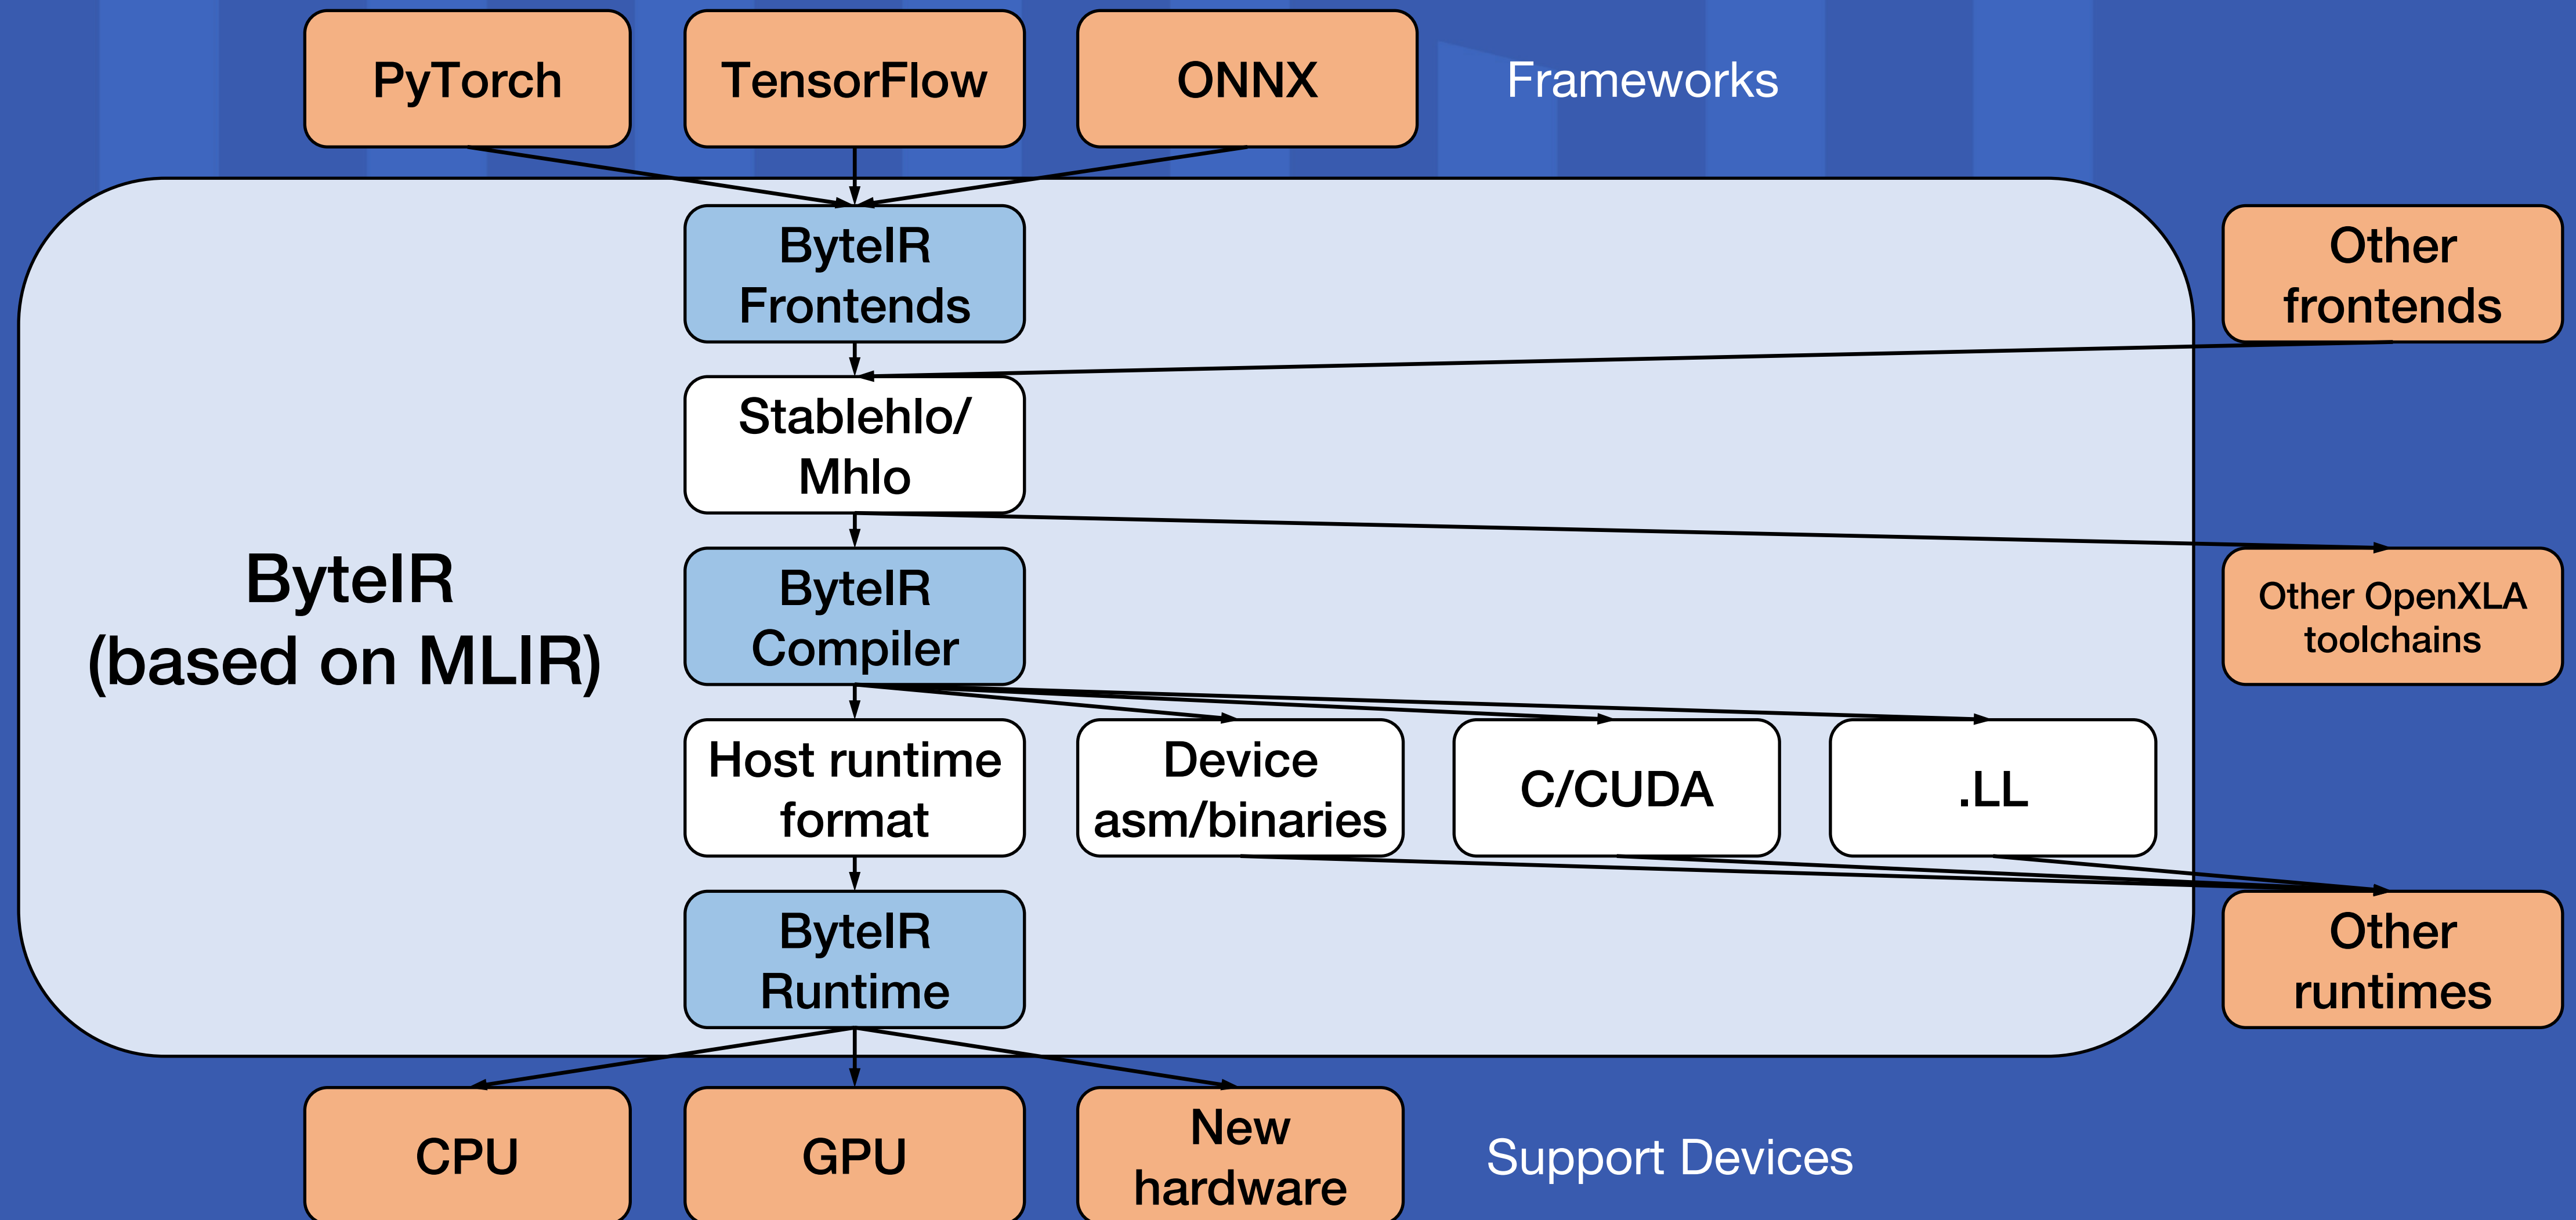 PyTorch
TensorFlow
ONNX
Frameworks
ByteIR
Frontends
Other
frontends
Stablehlo/
Mhlo
ByteIR
(based on MLIR)
ByteIR
Compiler
Other OpenXLA
toolchains
Host runtime
format
Device
asm/binaries
C/CUDA
.LL
ByteIR
Runtime
Other
runtimes
CPU
GPU
New
hardware
Support Devices